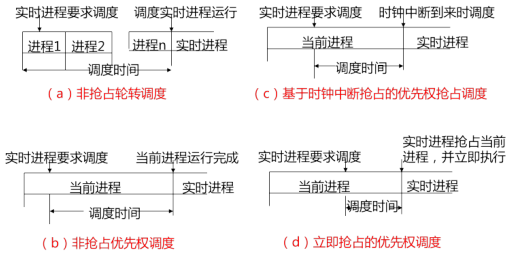 实时进程要求调度
调度实时进程运行
进程1
进程2
进程n
实时进程
调度时间
（a）非抢占轮转调度
实时进程要求调度
时钟中断到来时调度
当前进程
实时进程
调度时间
（c）基于时钟中断抢占的优先权抢占调度
实时进程要求调度
当前进程运行完成
当前进程
实时进程
调度时间
（b）非抢占优先权调度
实时进程要求调度
实时进程抢占当前
进程，并立即执行
当前进程
实时进程
调度时间
（d）立即抢占的优先权调度